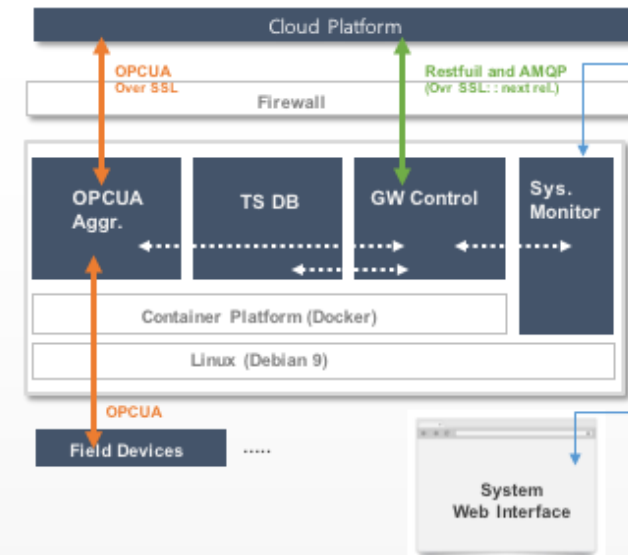 Cloud Platform
OPCUA
Over SSL
Restfuil and AMQP
(Ovr SSL: : next rel.)
Firewall
OPCUA
Aggr.
TS DB
GW Control
Sys.
Monitor
Container Platform (Docker)
Linux (Debian 9)
OPCUA
Field Devices
.....
System
Web Interface